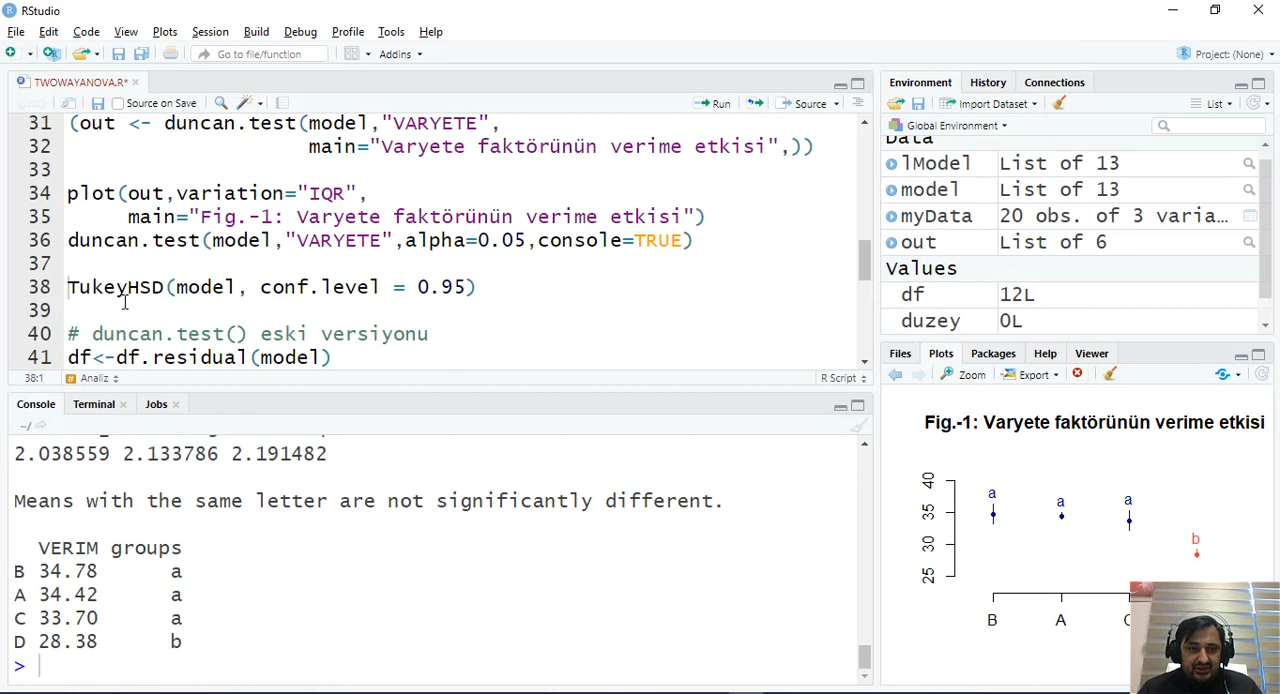 RStudio
File Edit Code View Plots Session Build Debug Profile Tools Help
Go to file/function Addins Project: (None)
TWOWAYANOVA.R*
Source on Save Run Source
31 (out <- duncan.test(model,"VARYETE",
32 main="Varyete faktörünün verime etkisi",))
33
34 plot(out,variation="IQR",
35 main="Fig.-1: Varyete faktörünün verime etkisi")
36 duncan.test(model,"VARYETE",alpha=0.05,console=TRUE)
37
38 TukeyHSD(model, conf.level = 0.95)
39
40 # duncan.test() eski versiyonu
41 df<-df.residual(model)
38:1 Analiz R Script
Console Terminal Jobs
~/
2.038559 2.133786 2.191482
Means with the same letter are not significantly different.
VERIM groups
B 34.78 a
A 34.42 a
C 33.70 a
D 28.38 b
>
Environment History Connections
Import Dataset List
Global Environment
Data
lModel List of 13
model List of 13
myData 20 obs. of 3 varia…
out List of 6
Values
df 12L
duzey 0L
Files Plots Packages Help Viewer
Zoom Export
Fig.-1: Varyete faktörünün verime etkisi
40
35
30
25
a a a b
B A